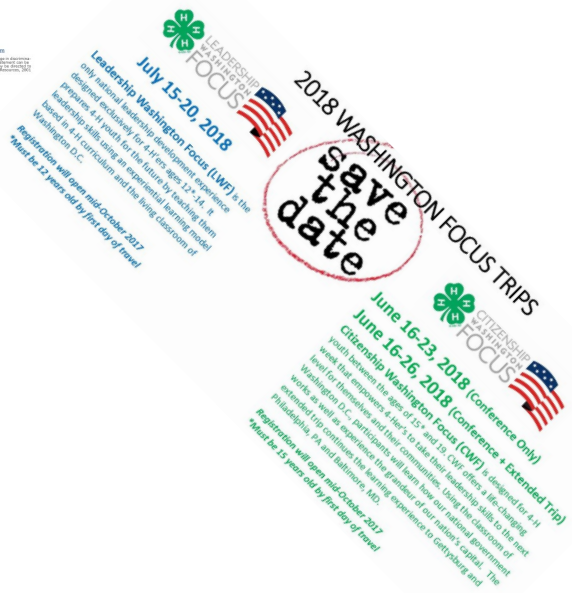 2018 WASHINGTON FOCUS TRIPS
save
the
date
LEADERSHIP
WASHINGTON
FOCUS
July 15-20, 2018
Leadership Washington Focus (LWF) is the
only national leadership development experience
designed exclusively for 4-H'ers ages 12*-14. It
prepares 4-H youth for the future by teaching them
leadership skills using an experiential learning model
based in 4-H curriculum and the living classroom of
Washington D.C.
Registration will open mid-October 2017
*Must be 12 years old by first day of travel
H H
H H
CITIZENSHIP
WASHINGTON
FOCUS
June 16-23, 2018 (Conference Only)
June 16-26, 2018 (Conference + Extended Trip)
Citizenship Washington Focus (CWF) is designed for 4-H
youth between the ages of 15* and 19, CWF offers a life-changing
week that empowers 4-Her's to take their leadership skills to the next
level for themselves and their communities. Using the classroom of
Washington D.C., participants will learn how our national government
works as well as experience the grandeur of our nation's capital. The
extended trip continues the learning experience to Gettysburg and
Philadelphia, PA and Baltimore, MD.
Registration will open mid-October 2017
*Must be 15 years old by first day of travel